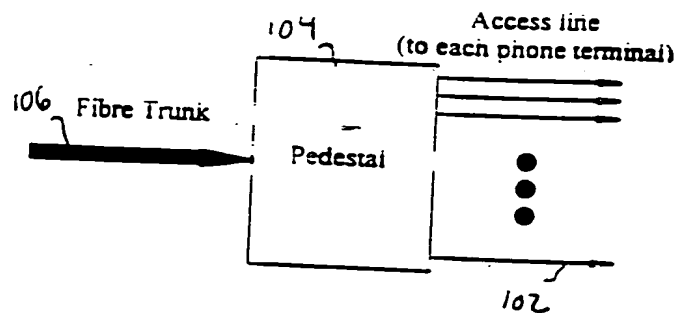 104
Access line
(to each phone terminal)
106
Fibre Trunk
Pedestal
102